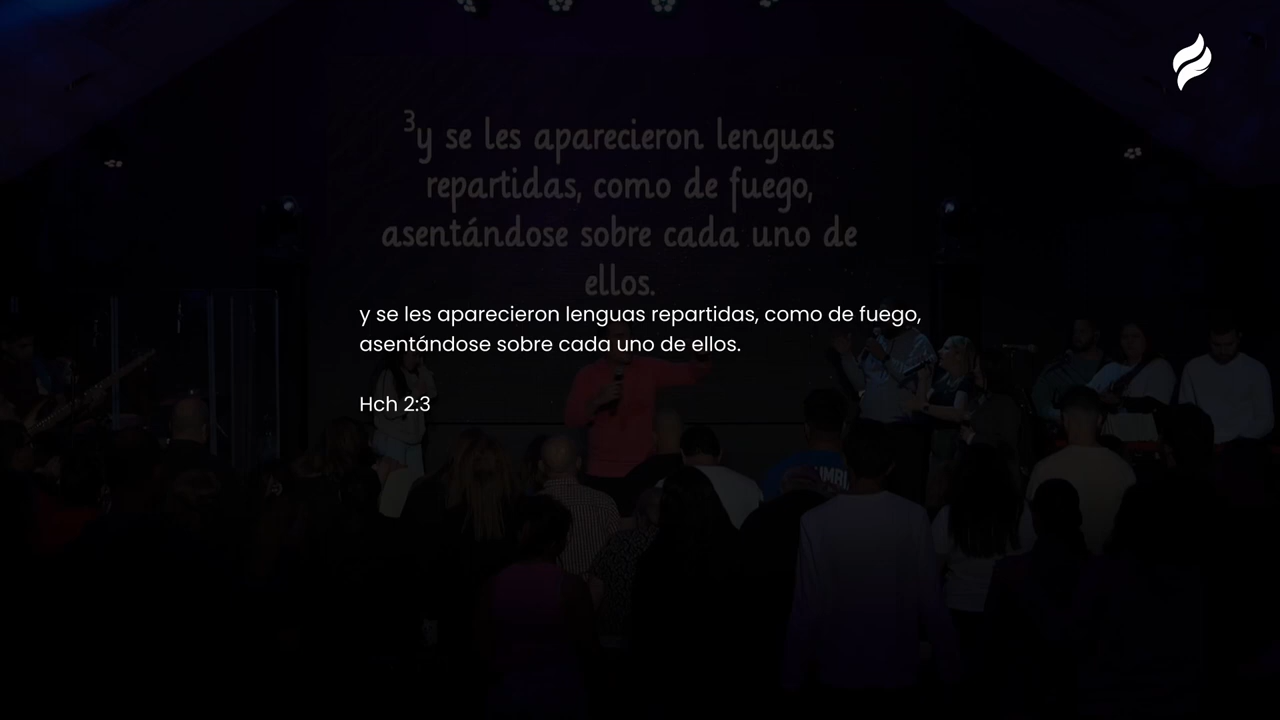 3y se les aparecieron lenguas
repartidas, como de fuego,
asentándose sobre cada uno de
ellos.
y se les aparecieron lenguas repartidas, como de fuego,
asentándose sobre cada uno de ellos.
Hch 2:3